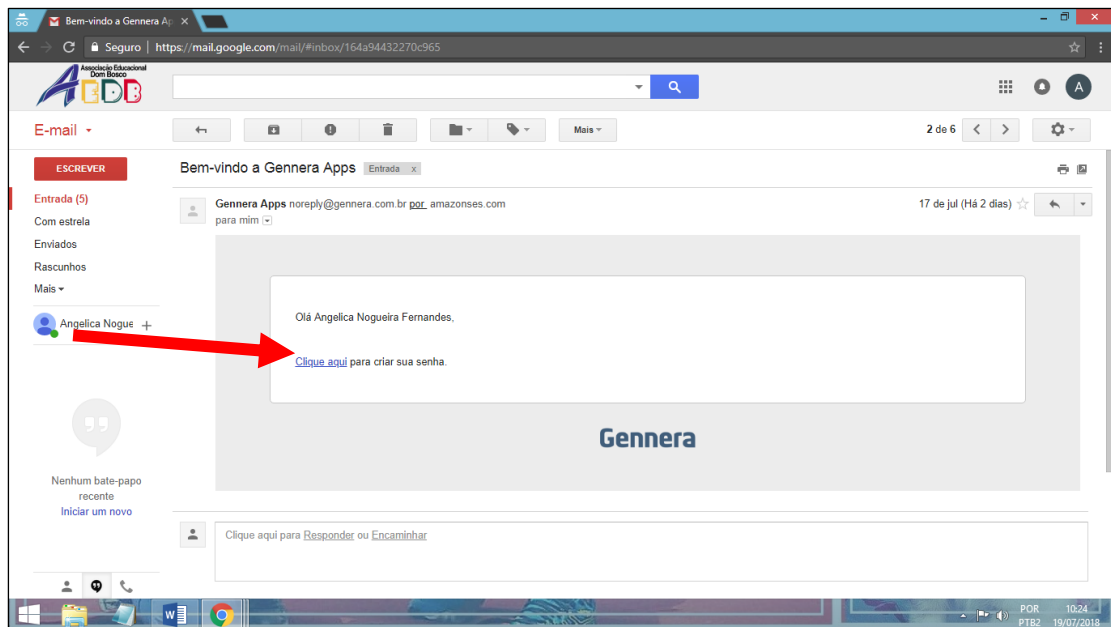 Bem-vindo a Gennera Ap
Seguro | https://mail.google.com/mail/#inbox/164a94432270c965
Associação Educacional
Dom Bosco
AEDB
A
E-mail
Mais
2 de 6
ESCREVER
Bem-vindo a Gennera Apps Entrada x
Entrada (5)
Com estrela
Enviados
Rascunhos
Mais
Gennera Apps noreply@gennera.com.br por amazonses.com
17 de jul (Há 2 dias)
para mim
Angelica Nogue
Olá Angelica Nogueira Fernandes,
Clique aqui para criar sua senha.
Gennera
Nenhum bate-papo
recente
Iniciar um novo
Clique aqui para Responder ou Encaminhar
POR 10:24
PTB2 19/07/2018